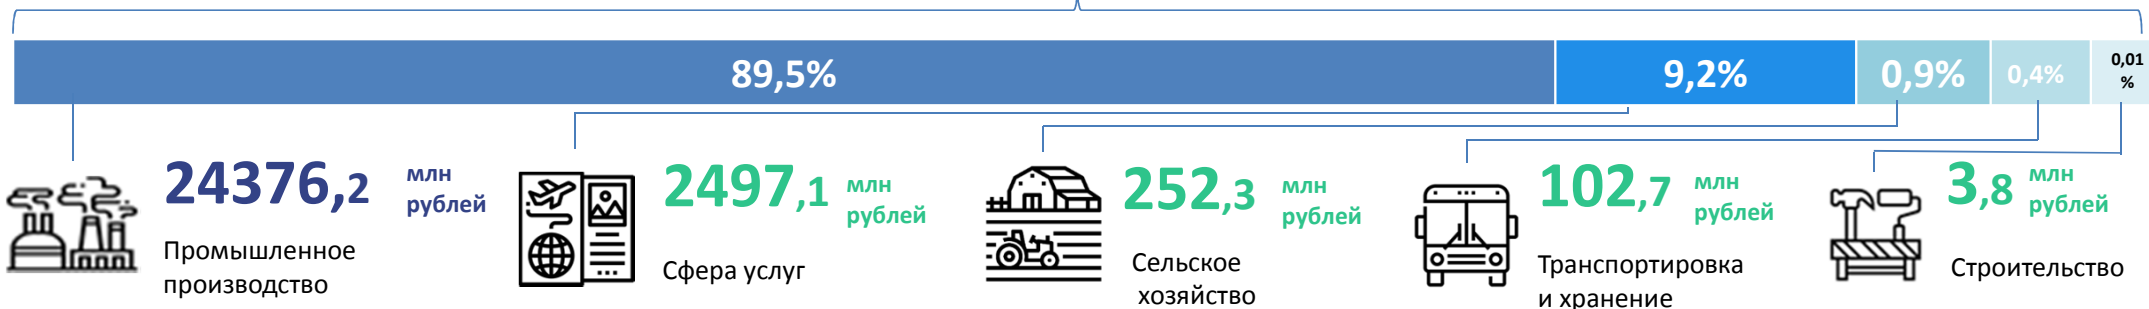 89,5%
9,2%
0,9%
0,4%
0,01
%
24376,2
млн
рублей
Промышленное
производство
2497,1
млн
рублей
Сфера услуг
252,3
млн
рублей
Сельское
хозяйство
102,7
млн
рублей
Транспортировка
и хранение
3,8
млн
рублей
Строительство